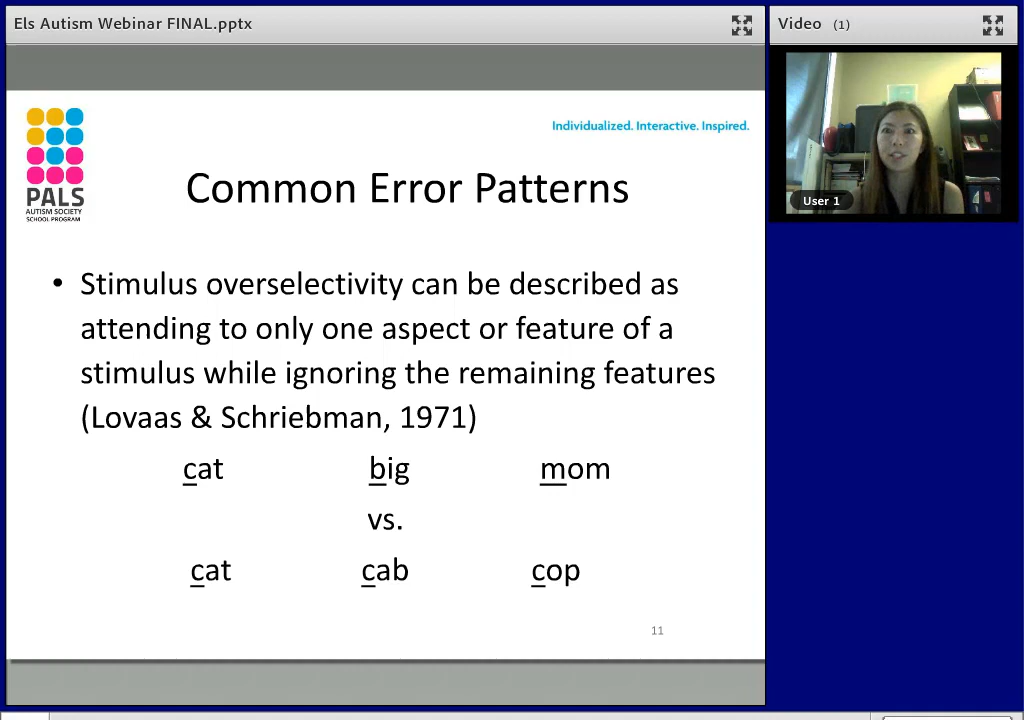 Els Autism Webinar FINAL.pptx
Video (1)
Individualized. Interactive. Inspired.
PALS
AUTISM SOCIETY
SCHOOL PROGRAM
Common Error Patterns
User 1
• Stimulus overselectivity can be described as
attending to only one aspect or feature of a
stimulus while ignoring the remaining features
(Lovaas & Schriebman, 1971)
cat big mom
vs.
cat cab cop
11